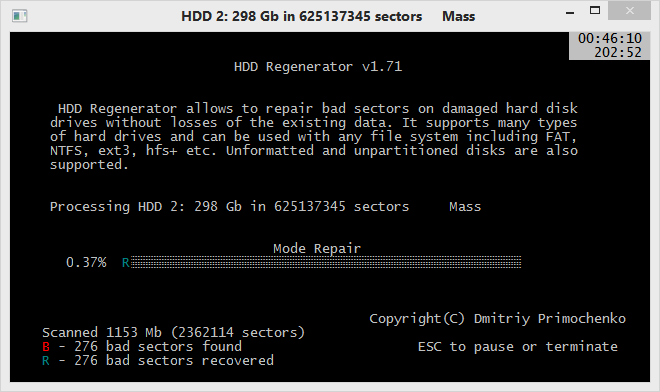 HDD 2: 298 Gb in 625137345 sectors Mass
00:46:10
202:52
HDD Regenerator v1.71
HDD Regenerator allows to repair bad sectors on damaged hard disk
drives without losses of the existing data. It supports many types
of hard drives and can be used with any file system including FAT,
NTFS, ext3, hfs+ etc. Unformatted and unpartitioned disks are also
supported.
Processing HDD 2: 298 Gb in 625137345 sectors Mass
Mode Repair
0.37% R
Copyright(C) Dmitriy Primochenko
Scanned 1153 Mb (2362114 sectors)
B - 276 bad sectors found
ESC to pause or terminate
R - 276 bad sectors recovered